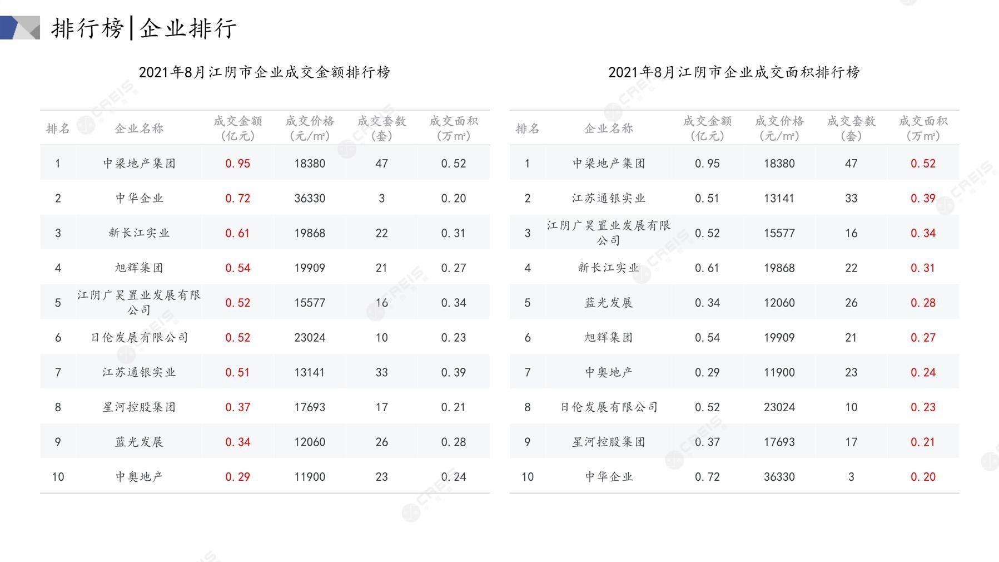 排行榜|企业排行
2021年8月江阴市企业成交金额排行榜
排名 企业名称 成交金额(亿元) 成交价格(元/㎡) 成交套数(套) 成交面积(万㎡)
1 中梁地产集团 0.95 18380 47 0.52
2 中华企业 0.72 36330 3 0.20
3 新长江实业 0.61 19868 22 0.31
4 旭辉集团 0.54 19909 21 0.27
5 江阴广昊置业发展有限公司 0.52 15577 16 0.34
6 日伦发展有限公司 0.52 23024 10 0.23
7 江苏通银实业 0.51 13141 33 0.39
8 星河控股集团 0.37 17693 17 0.21
9 蓝光发展 0.34 12060 26 0.28
10 中奥地产 0.29 11900 23 0.24
2021年8月江阴市企业成交面积排行榜
排名 企业名称 成交金额(亿元) 成交价格(元/㎡) 成交套数(套) 成交面积(万㎡)
1 中梁地产集团 0.95 18380 47 0.52
2 江苏通银实业 0.51 13141 33 0.39
3 江阴广昊置业发展有限公司 0.52 15577 16 0.34
4 新长江实业 0.61 19868 22 0.31
5 蓝光发展 0.34 12060 26 0.28
6 旭辉集团 0.54 19909 21 0.27
7 中奥地产 0.29 11900 23 0.24
8 日伦发展有限公司 0.52 23024 10 0.23
9 星河控股集团 0.37 17693 17 0.21
10 中华企业 0.72 36330 3 0.20
CREIS
CREIS
CREIS
CREIS
CREIS
CREIS
CREIS
CREIS
CREIS